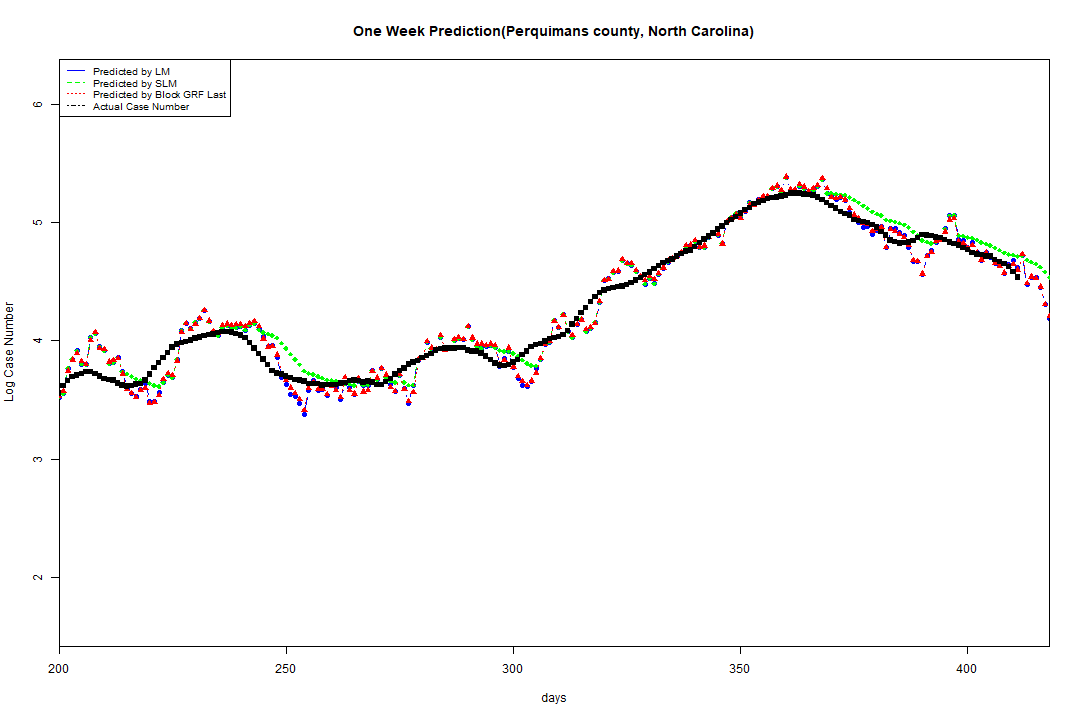 One Week Prediction(Perquimans county, North Carolina)
Predicted by LM
Predicted by SLM
Predicted by Block GRF Last
Actual Case Number
6
5
4
3
2
Log Case Number
200 250 300 350 400
days